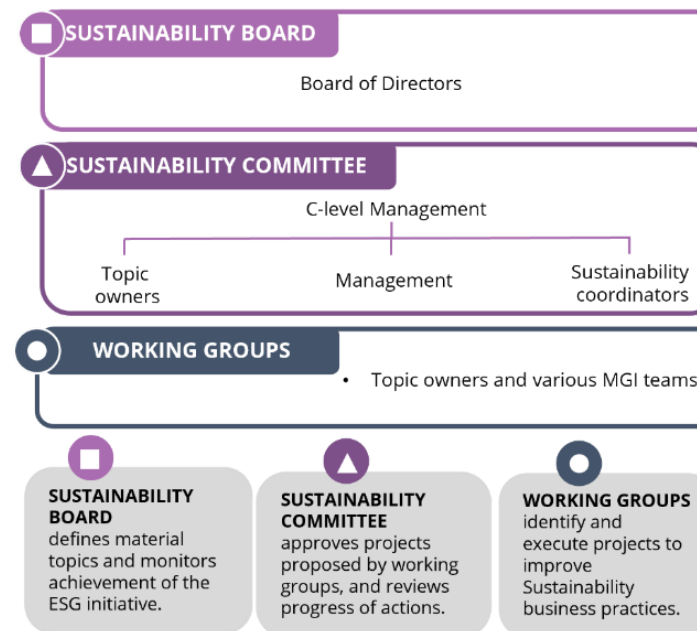 SUSTAINABILITY BOARD
Board of Directors
SUSTAINABILITY COMMITTEE
C-level Management
Topic
owners
Management
Sustainability
coordinators
WORKING GROUPS
• Topic owners and various MGI teams
SUSTAINABILITY
BOARD
defines material
topics and monitors
achievement of the
ESG initiative.
SUSTAINABILITY
COMMITTEE
approves projects
proposed by working
groups, and reviews
progress of actions.
WORKING GROUPS
identify and
execute projects to
improve
Sustainability
business practices.